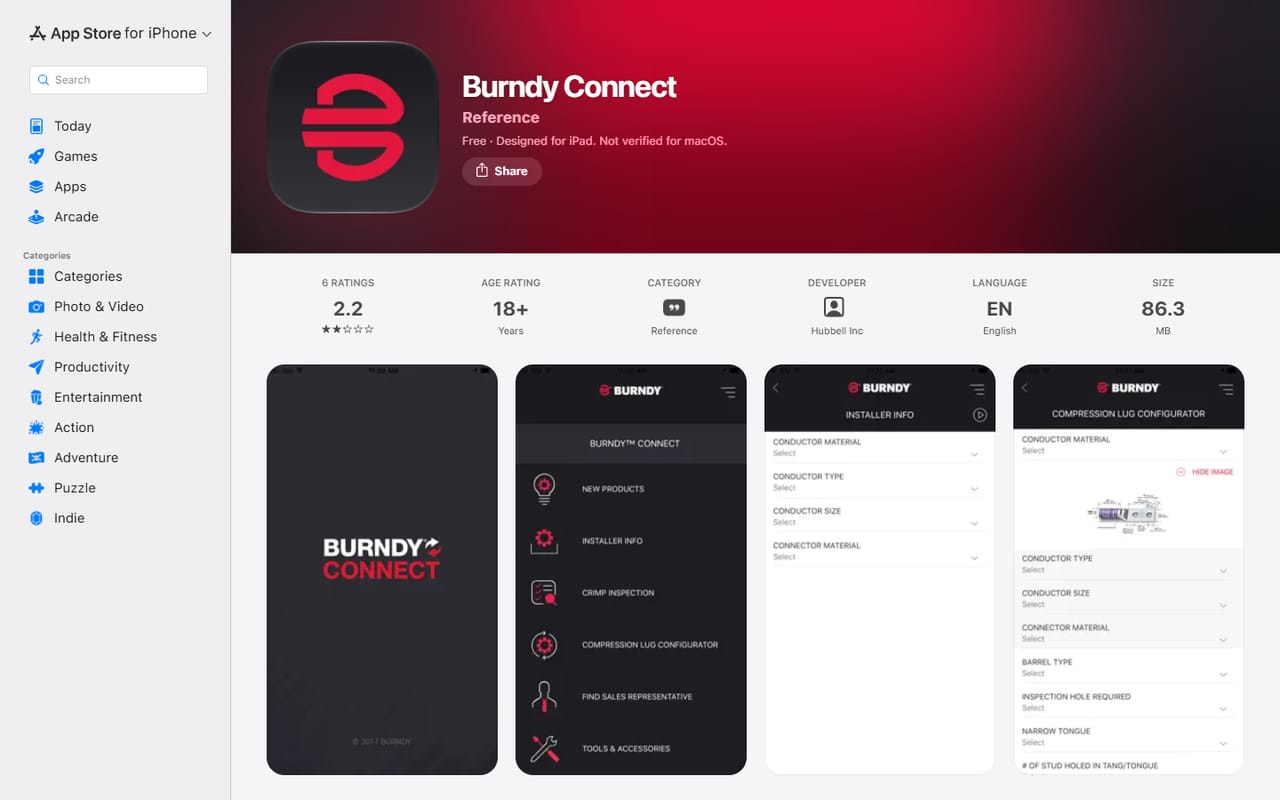 App Store for iPhone
Search
Today
Games
Apps
Arcade
Categories
Categories
Photo & Video
Health & Fitness
Productivity
Entertainment
Action
Adventure
Puzzle
Indie
Burndy Connect
Reference
Free · Designed for iPad. Not verified for macOS.
Share
6 RATINGS
2.2
★★☆☆☆
AGE RATING
18+
Years
CATEGORY
Reference
DEVELOPER
Hubbell Inc
LANGUAGE
EN
English
SIZE
86.3
MB
BURNDY
CONNECT
© 2017 BURNDY
BURNDY
BURNDY™ CONNECT
NEW PRODUCTS
INSTALLER INFO
CRIMP INSPECTION
COMPRESSION LUG CONFIGURATOR
FIND SALES REPRESENTATIVE
TOOLS & ACCESSORIES
BURNDY
INSTALLER INFO
CONDUCTOR MATERIAL
Select
CONDUCTOR TYPE
Select
CONDUCTOR SIZE
Select
CONNECTOR MATERIAL
Select
BURNDY
COMPRESSION LUG CONFIGURATOR
CONDUCTOR MATERIAL
Select
HIDE IMAGE
CONDUCTOR TYPE
Select
CONDUCTOR SIZE
Select
CONNECTOR MATERIAL
Select
BARREL TYPE
Select
INSPECTION HOLE REQUIRED
Select
NARROW TONGUE
Select
# OF STUD HOLED IN TANG/TONGUE